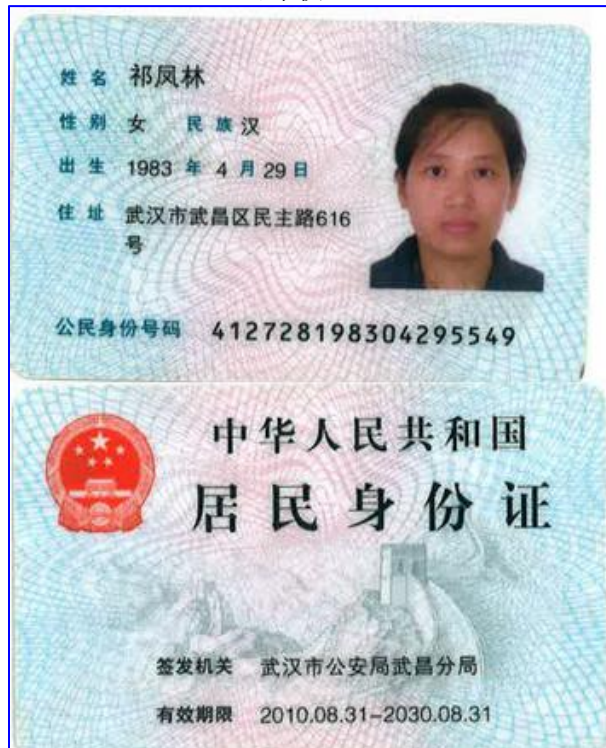 姓名 祁凤林
性别 女 民族 汉
出生 1983 年 4 月 29 日
住址 武汉市武昌区民主路616
号
公民身份号码 412728198304295549
中华人民共和国
居民身份证
签发机关 武汉市公安局武昌分局
有效期限 2010.08.31-2030.08.31